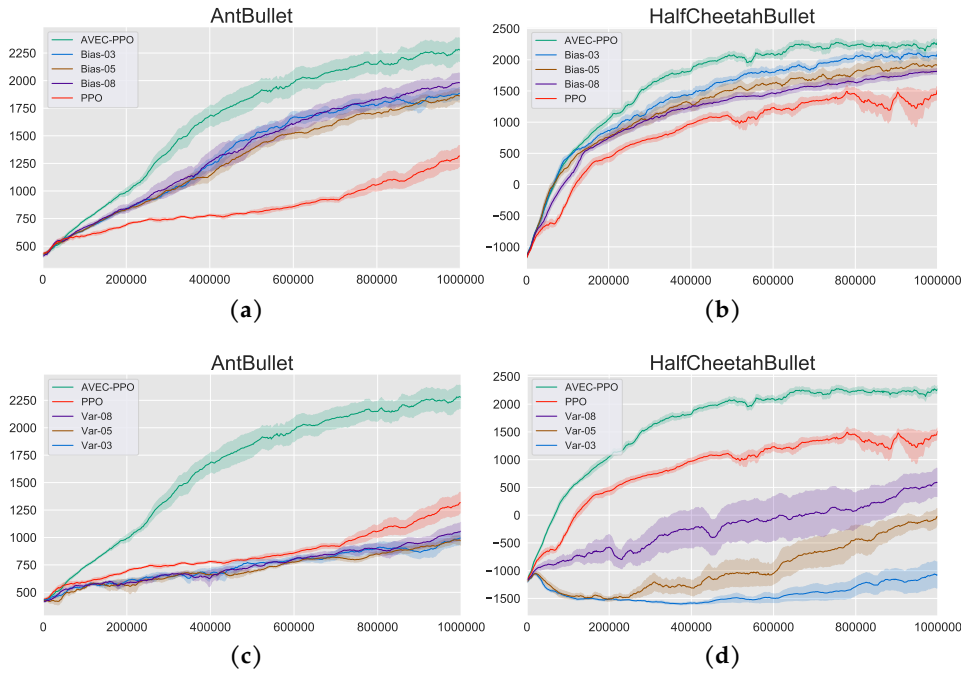 AntBullet
2250
2000
1750
1500
1250
1000
750
500
AVEC-PPO
Bias-03
Bias-05
Bias-08
PPO
0 200000 400000 600000 800000 1000000
(a)
HalfCheetahBullet
2500
2000
1500
1000
500
0
−500
−1000
AVEC-PPO
Bias-03
Bias-05
Bias-08
PPO
0 200000 400000 600000 800000 1000000
(b)
AntBullet
2250
2000
1750
1500
1250
1000
750
500
AVEC-PPO
PPO
Var-08
Var-05
Var-03
0 200000 400000 600000 800000 1000000
(c)
HalfCheetahBullet
2500
2000
1500
1000
500
0
−500
−1000
−1500
AVEC-PPO
PPO
Var-08
Var-05
Var-03
0 200000 400000 600000 800000 1000000
(d)